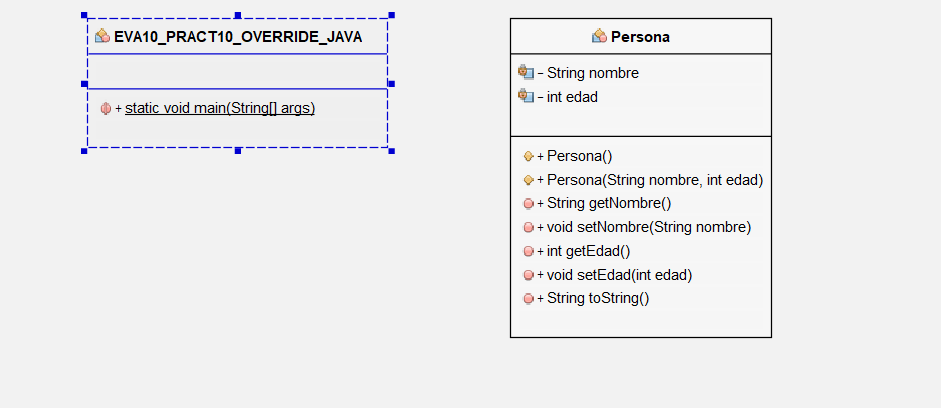 EVA10_PRACT10_OVERRIDE_JAVA
+ static void main(String[] args)
Persona
– String nombre
– int edad
+ Persona()
+ Persona(String nombre, int edad)
+ String getNombre()
+ void setNombre(String nombre)
+ int getEdad()
+ void setEdad(int edad)
+ String toString()